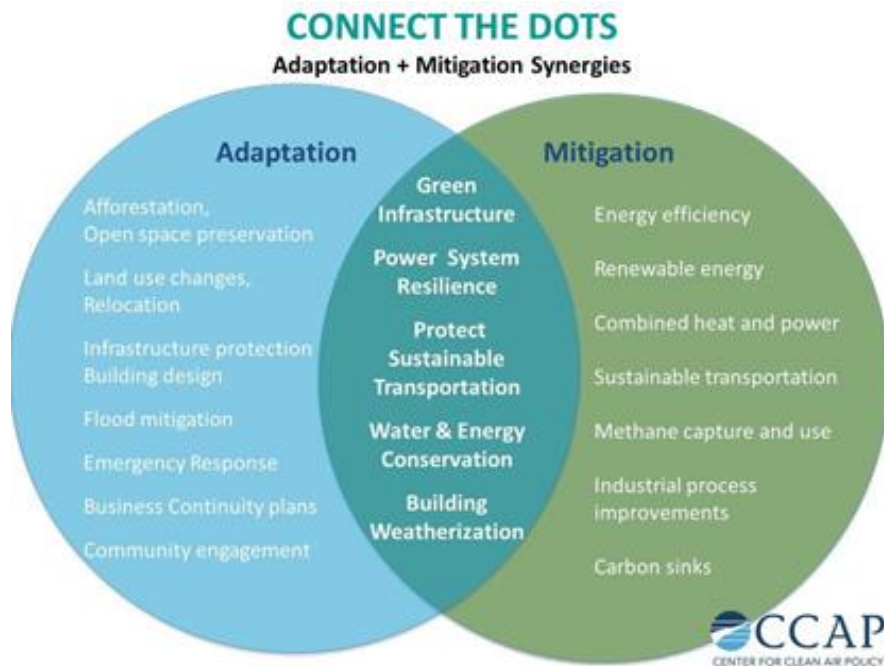 CONNECT THE DOTS
Adaptation + Mitigation Synergies
Adaptation
Afforestation,
Open space preservation
Land use changes,
Relocation
Infrastructure protection
Building design
Flood mitigation
Emergency Response
Business Continuity plans
Community engagement
Green
Infrastructure
Power System
Resilience
Protect
Sustainable
Transportation
Water & Energy
Conservation
Building
Weatherization
Mitigation
Energy efficiency
Renewable energy
Combined heat and power
Sustainable transportation
Methane capture and use
Industrial process
improvements
Carbon sinks
CCAP
CENTER FOR CLEAN AIR POLICY